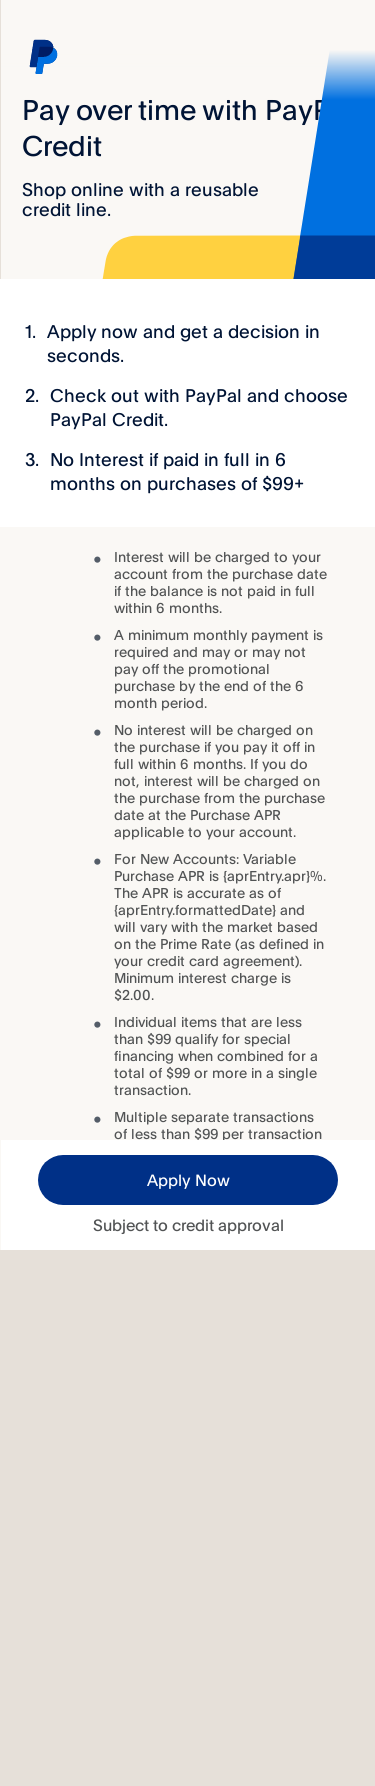 Pay over time with PayP
Credit
Shop online with a reusable
credit line.
1. Apply now and get a decision in
seconds.
2. Check out with PayPal and choose
PayPal Credit.
3. No Interest if paid in full in 6
months on purchases of $99+
Interest will be charged to your
account from the purchase date
if the balance is not paid in full
within 6 months.
A minimum monthly payment is
required and may or may not
pay off the promotional
purchase by the end of the 6
month period.
No interest will be charged on
the purchase if you pay it off in
full within 6 months. If you do
not, interest will be charged on
the purchase from the purchase
date at the Purchase APR
applicable to your account.
For New Accounts: Variable
Purchase APR is {aprEntry.apr}%.
The APR is accurate as of
{aprEntry.formattedDate} and
will vary with the market based
on the Prime Rate (as defined in
your credit card agreement).
Minimum interest charge is
$2.00.
Individual items that are less
than $99 qualify for special
financing when combined for a
total of $99 or more in a single
transaction.
Multiple separate transactions
of less than $99 per transaction
Apply Now
Subject to credit approval